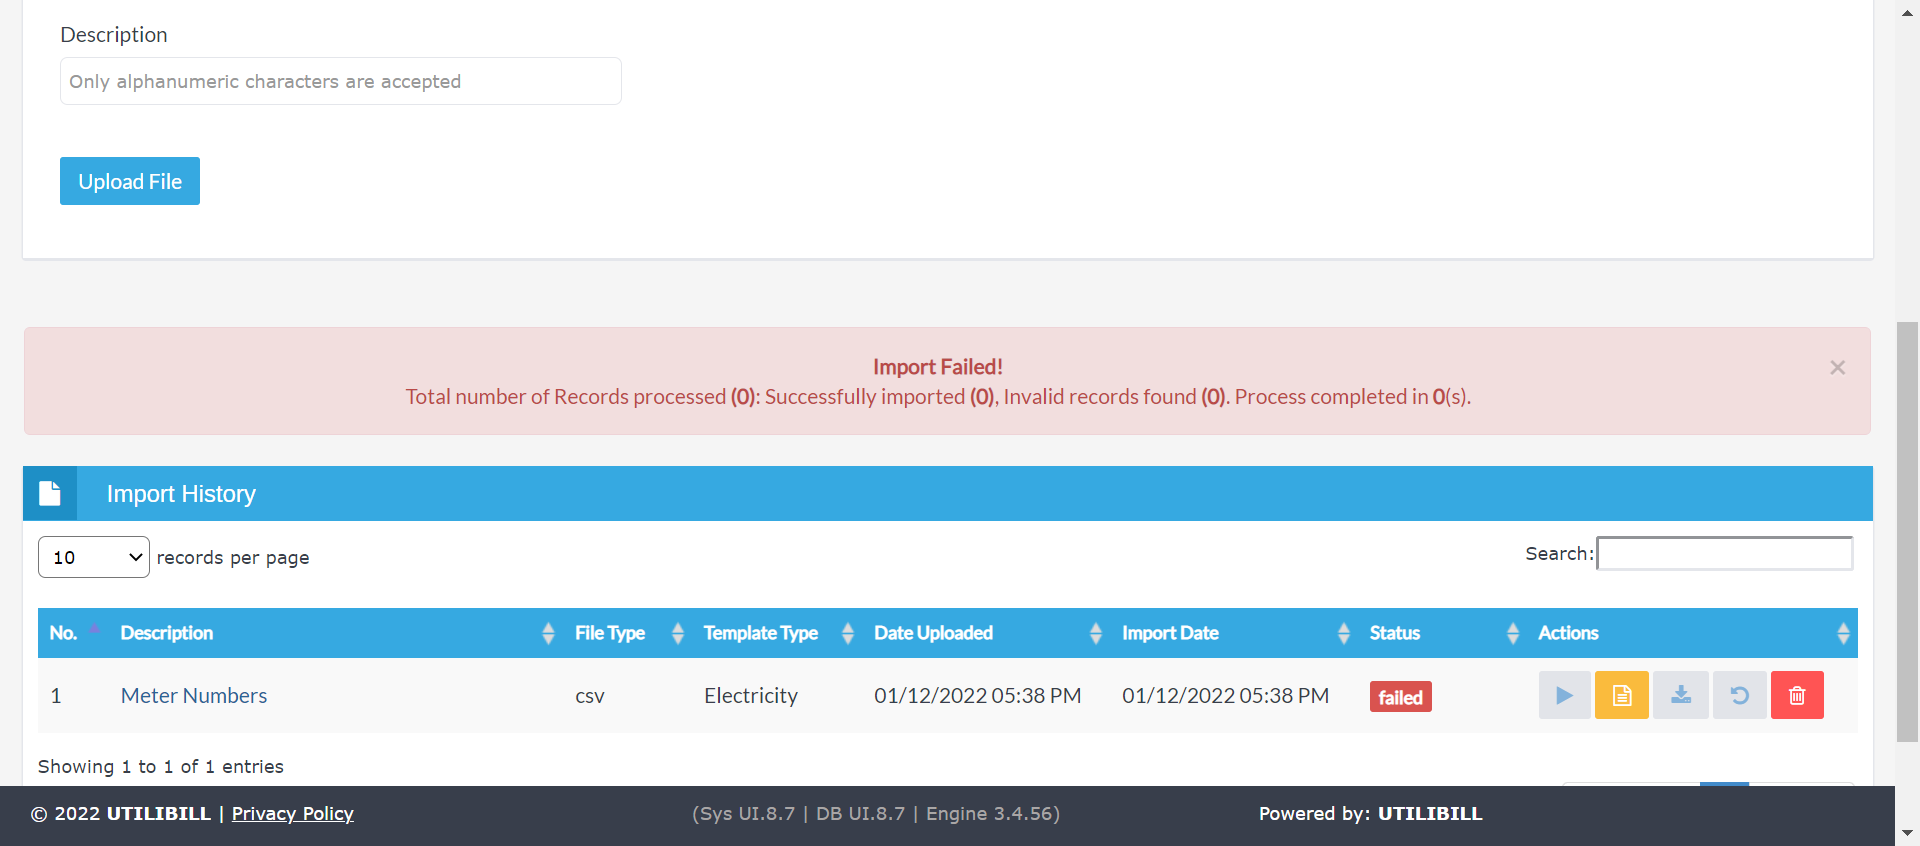 Description
Only alphanumeric characters are accepted
Upload File
Import Failed!
Total number of Records processed (0): Successfully imported (0), Invalid records found (0). Process completed in 0(s).
Import History
10 records per page Search:
No. Description File Type Template Type Date Uploaded Import Date Status Actions
1 Meter Numbers csv Electricity 01/12/2022 05:38 PM 01/12/2022 05:38 PM failed
Showing 1 to 1 of 1 entries
© 2022 UTILIBILL | Privacy Policy (Sys UI.8.7 | DB UI.8.7 | Engine 3.4.56) Powered by: UTILIBILL